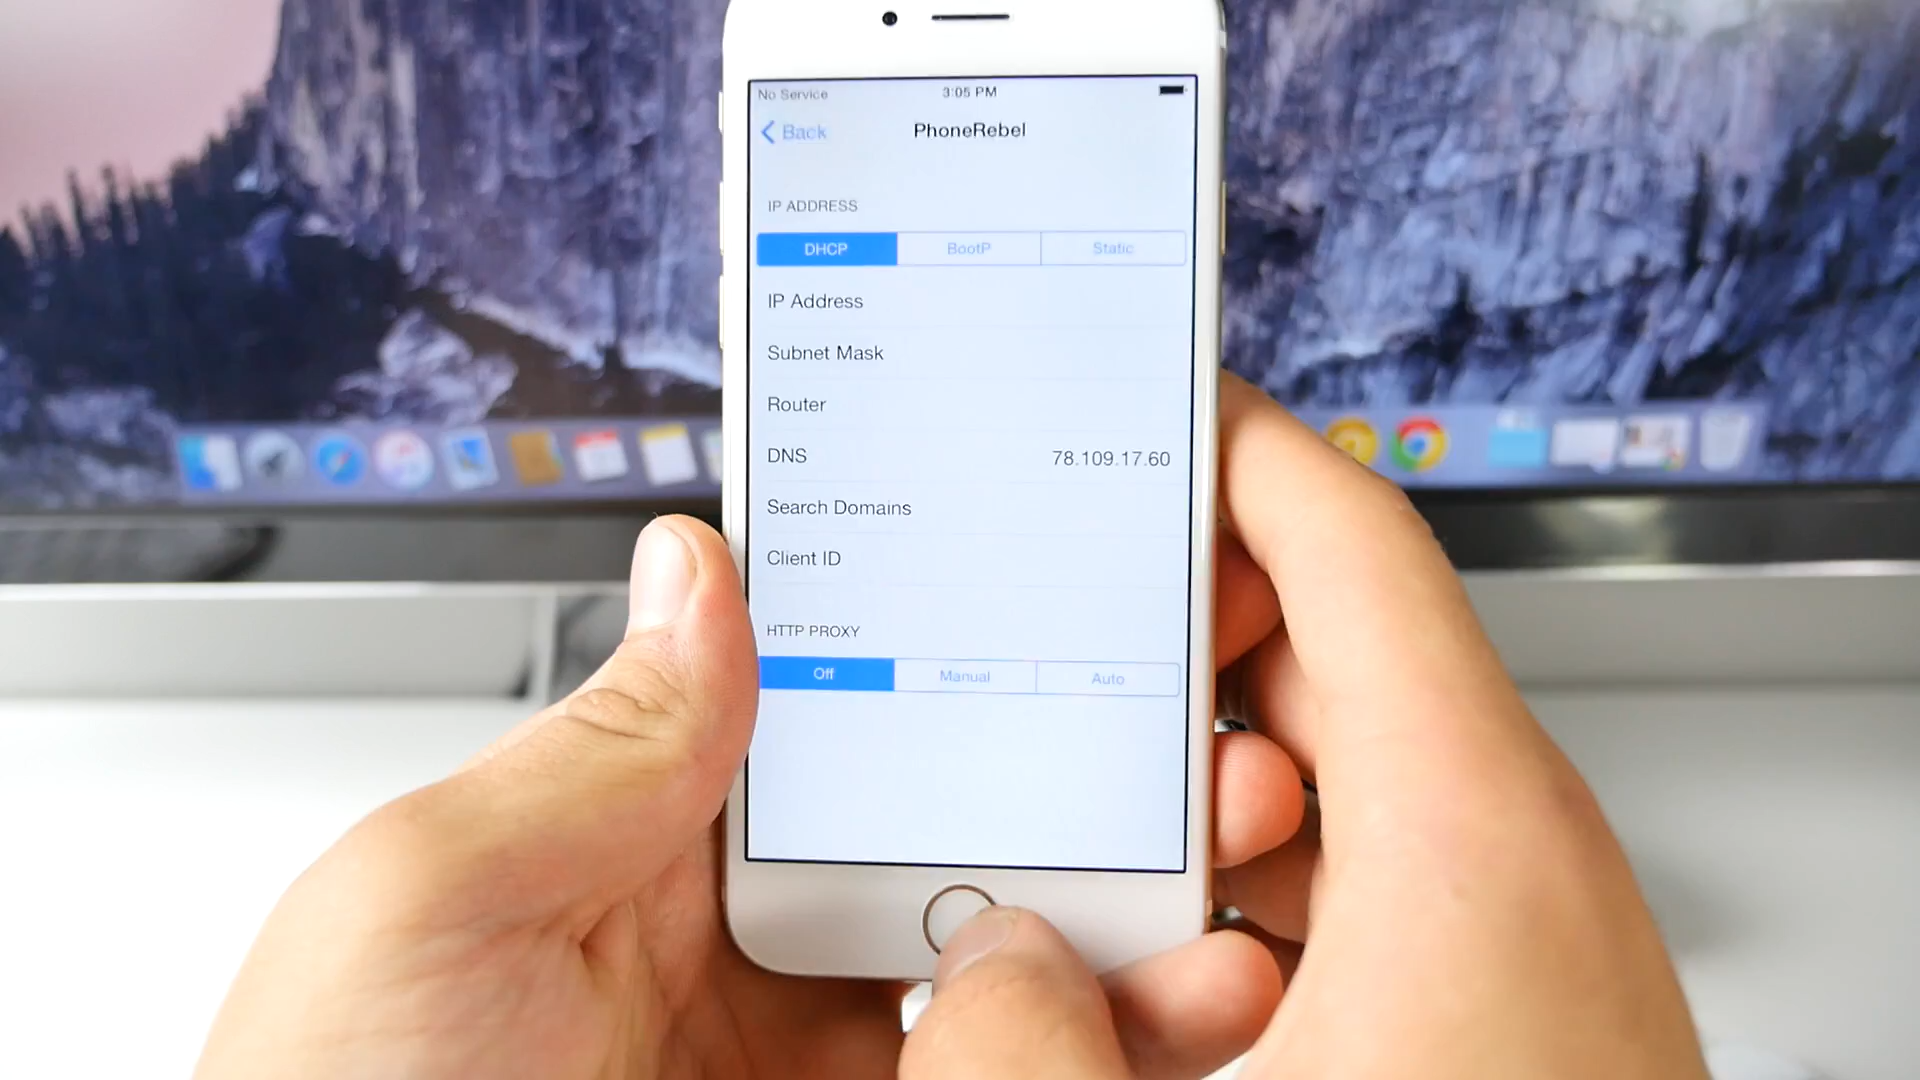 No Service 3:05 PM
Back PhoneRebel
IP ADDRESS
DHCP BootP Static
IP Address
Subnet Mask
Router
DNS 78.109.17.60
Search Domains
Client ID
HTTP PROXY
Off Manual Auto